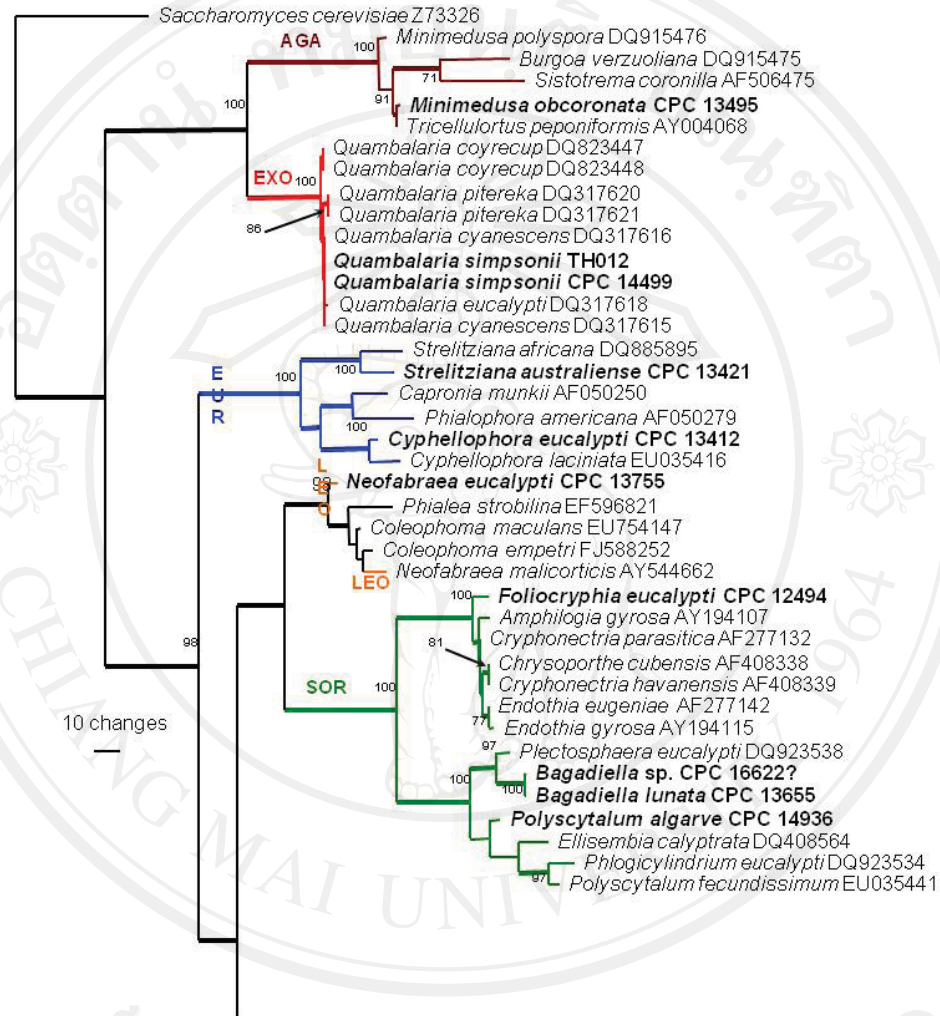 Saccharomyces cerevisiae Z73326
AGA
100
Minimedusa polyspora DQ915476
Burgoa verzuoliana DQ915475
71
Sistotrema coronilla AF506475
91
100
Minimedusa obcoronata CPC 13495
Tricellulortus peponiformis AY004068
Quambalaria coyrecup DQ823447
Quambalaria coyrecup DQ823448
EXO
100
Quambalaria pitereka DQ317620
Quambalaria pitereka DQ317621
86
Quambalaria cyanescens DQ317616
Quambalaria simpsonii TH012
Quambalaria simpsonii CPC 14499
Quambalaria eucalypti DQ317618
Quambalaria cyanescens DQ317615
Strelitziana africana DQ885895
EUR
100
100
Strelitziana australiense CPC 13421
Capronia munkii AF050250
Phialophora americana AF050279
100
Cyphellophora eucalypti CPC 13412
Cyphellophora laciniata EU035416
LEO
Neofabraea eucalypti CPC 13755
Phialea strobilina EF596821
Coleophoma maculans EU754147
Coleophoma empetri FJ588252
LEO
Neofabraea malicorticis AY544662
100
Foliocryphia eucalypti CPC 12494
Amphilogia gyrosa AY194107
Cryphonectria parasitica AF277132
98
81
Chrysoporthe cubensis AF408338
Cryphonectria havanensis AF408339
SOR
100
Endothia eugeniae AF277142
77
Endothia gyrosa AY194115
10 changes
97
Plectosphaera eucalypti DQ923538
100
Bagadiella sp. CPC 16622?
100
Bagadiella lunata CPC 13655
Polyscytalum algarve CPC 14936
Ellisembia calyptrata DQ408564
Phlogicylindrium eucalypti DQ923534
97
Polyscytalum fecundissimum EU035441
CHIANG MAI UNIVERSITY 1964